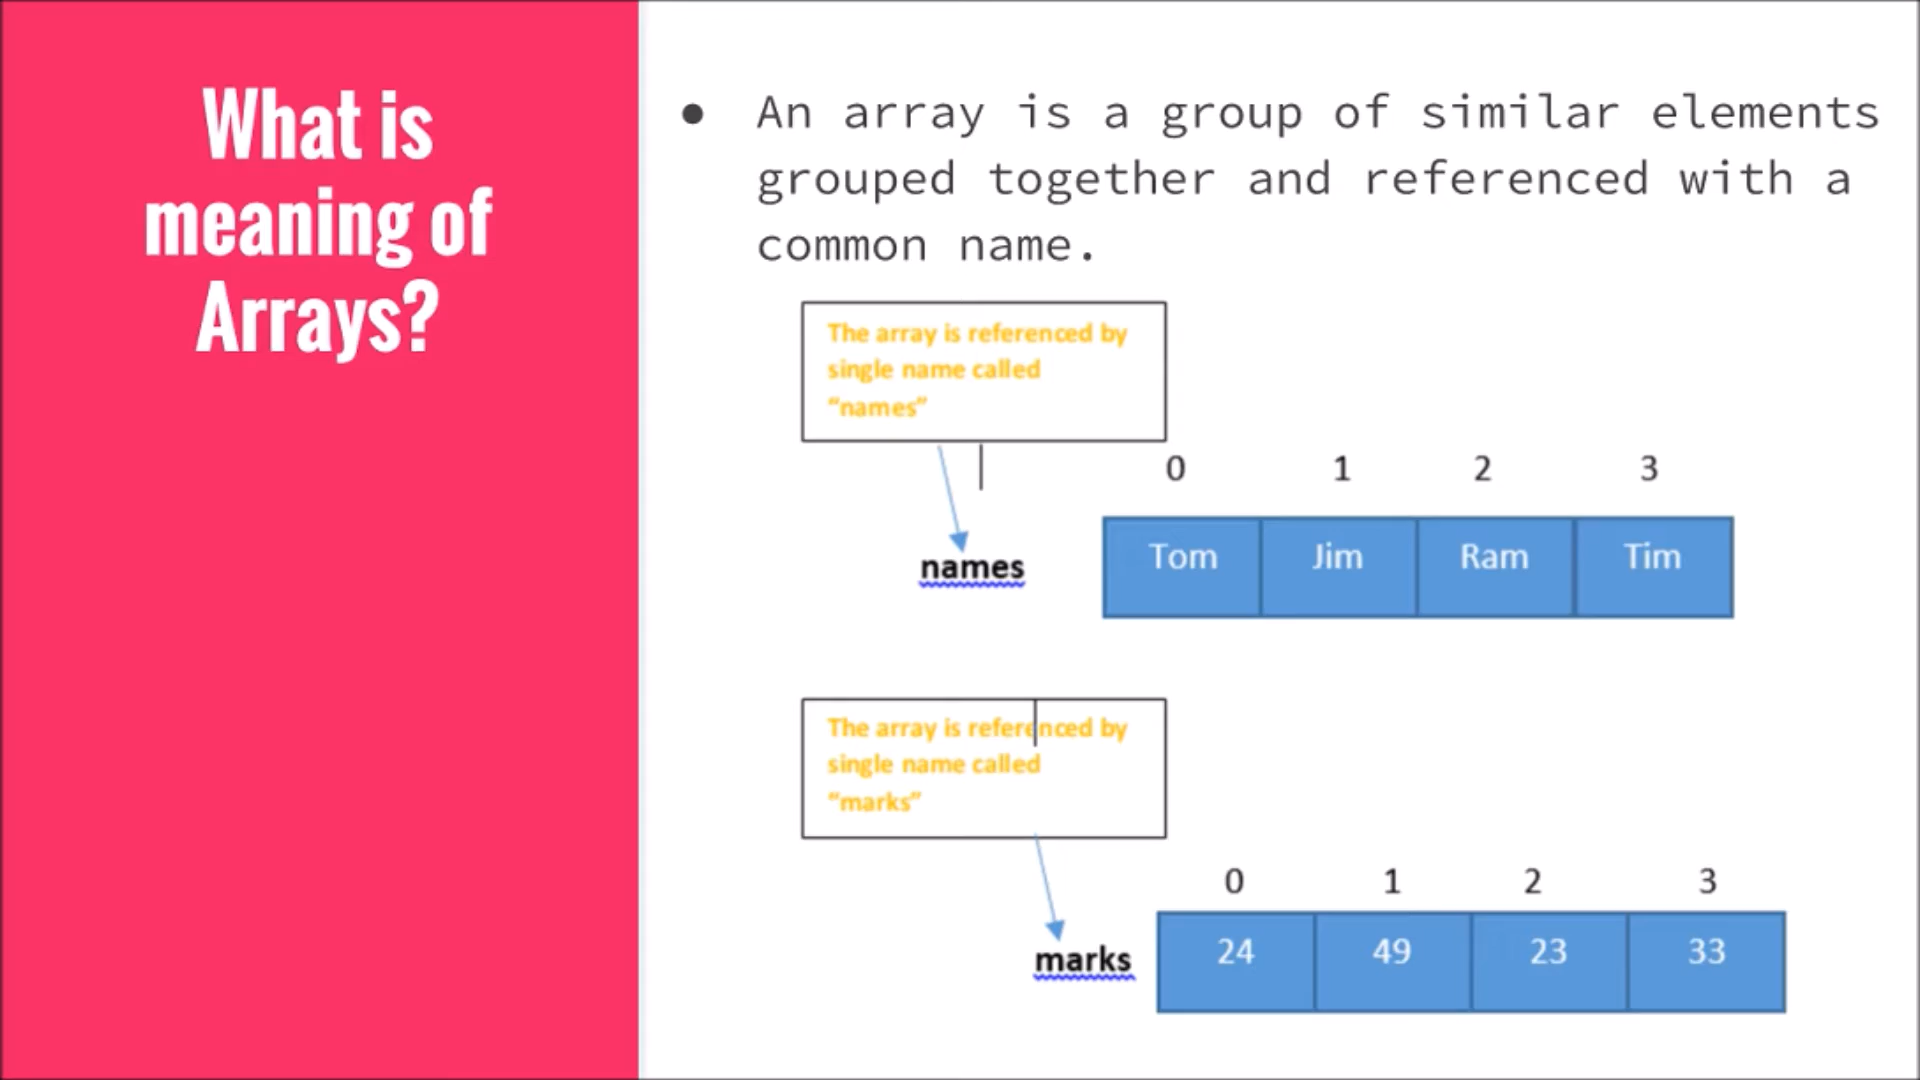 What is
meaning of
Arrays?
● An array is a group of similar elements
grouped together and referenced with a
common name.
The array is referenced by
single name called
“names”
0 1 2 3
names Tom Jim Ram Tim
The array is referenced by
single name called
“marks”
0 1 2 3
marks 24 49 23 33